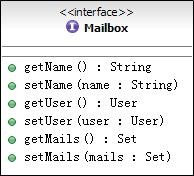 <<interface>>
Mailbox
getName() : String
setName(name : String)
getUser() : User
setUser(user : User)
getMails() : Set
setMails(mails : Set)